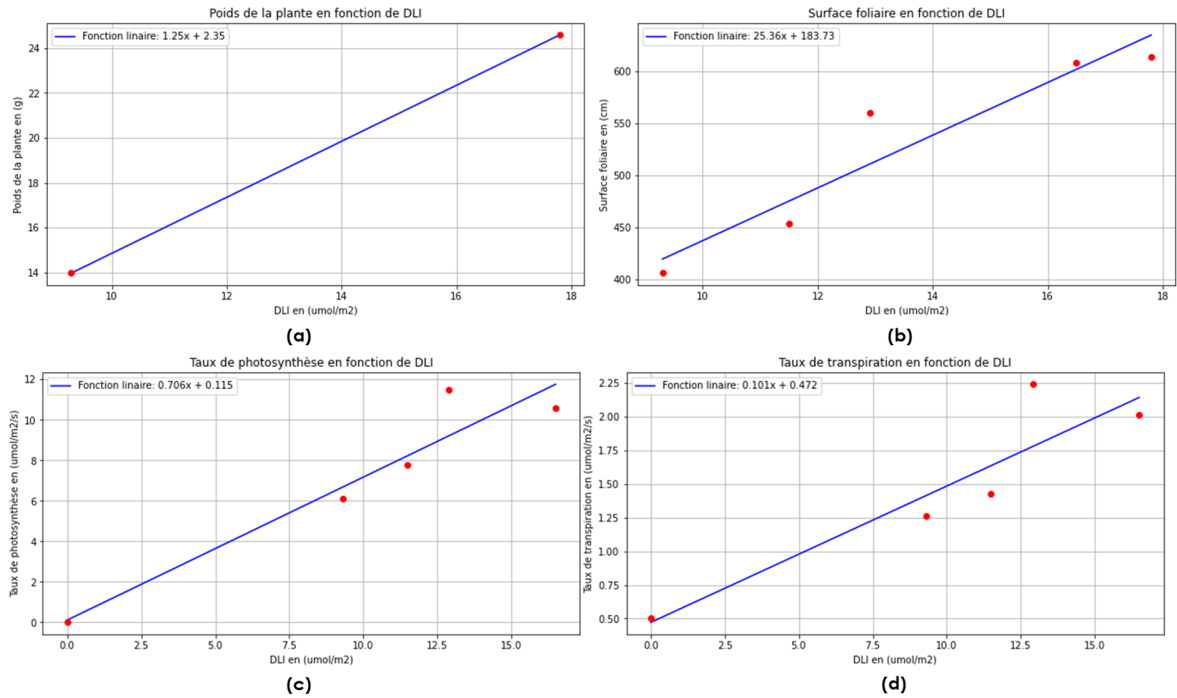 Poids de la plante en fonction de DLI
Fonction linaire: 1.25x + 2.35
Poids de la plante en (g)
24
22
20
18
16
14
10 12 14 16 18
DLI en (umol/m2)
(a)
Surface foliaire en fonction de DLI
Fonction linaire: 25.36x + 183.73
Surface foliaire en (cm)
600
550
500
450
400
10 12 14 16 18
DLI en (umol/m2)
(b)
Taux de photosynthèse en fonction de DLI
Fonction linaire: 0.706x + 0.115
Taux de photosynthèse en (umol/m2/s)
12
10
8
6
4
2
0
0.0 2.5 5.0 7.5 10.0 12.5 15.0
DLI en (umol/m2)
(c)
Taux de transpiration en fonction de DLI
Fonction linaire: 0.101x + 0.472
Taux de transpiration en (umol/m2/s)
2.25
2.00
1.75
1.50
1.25
1.00
0.75
0.50
0.0 2.5 5.0 7.5 10.0 12.5 15.0
DLI en (umol/m2)
(d)